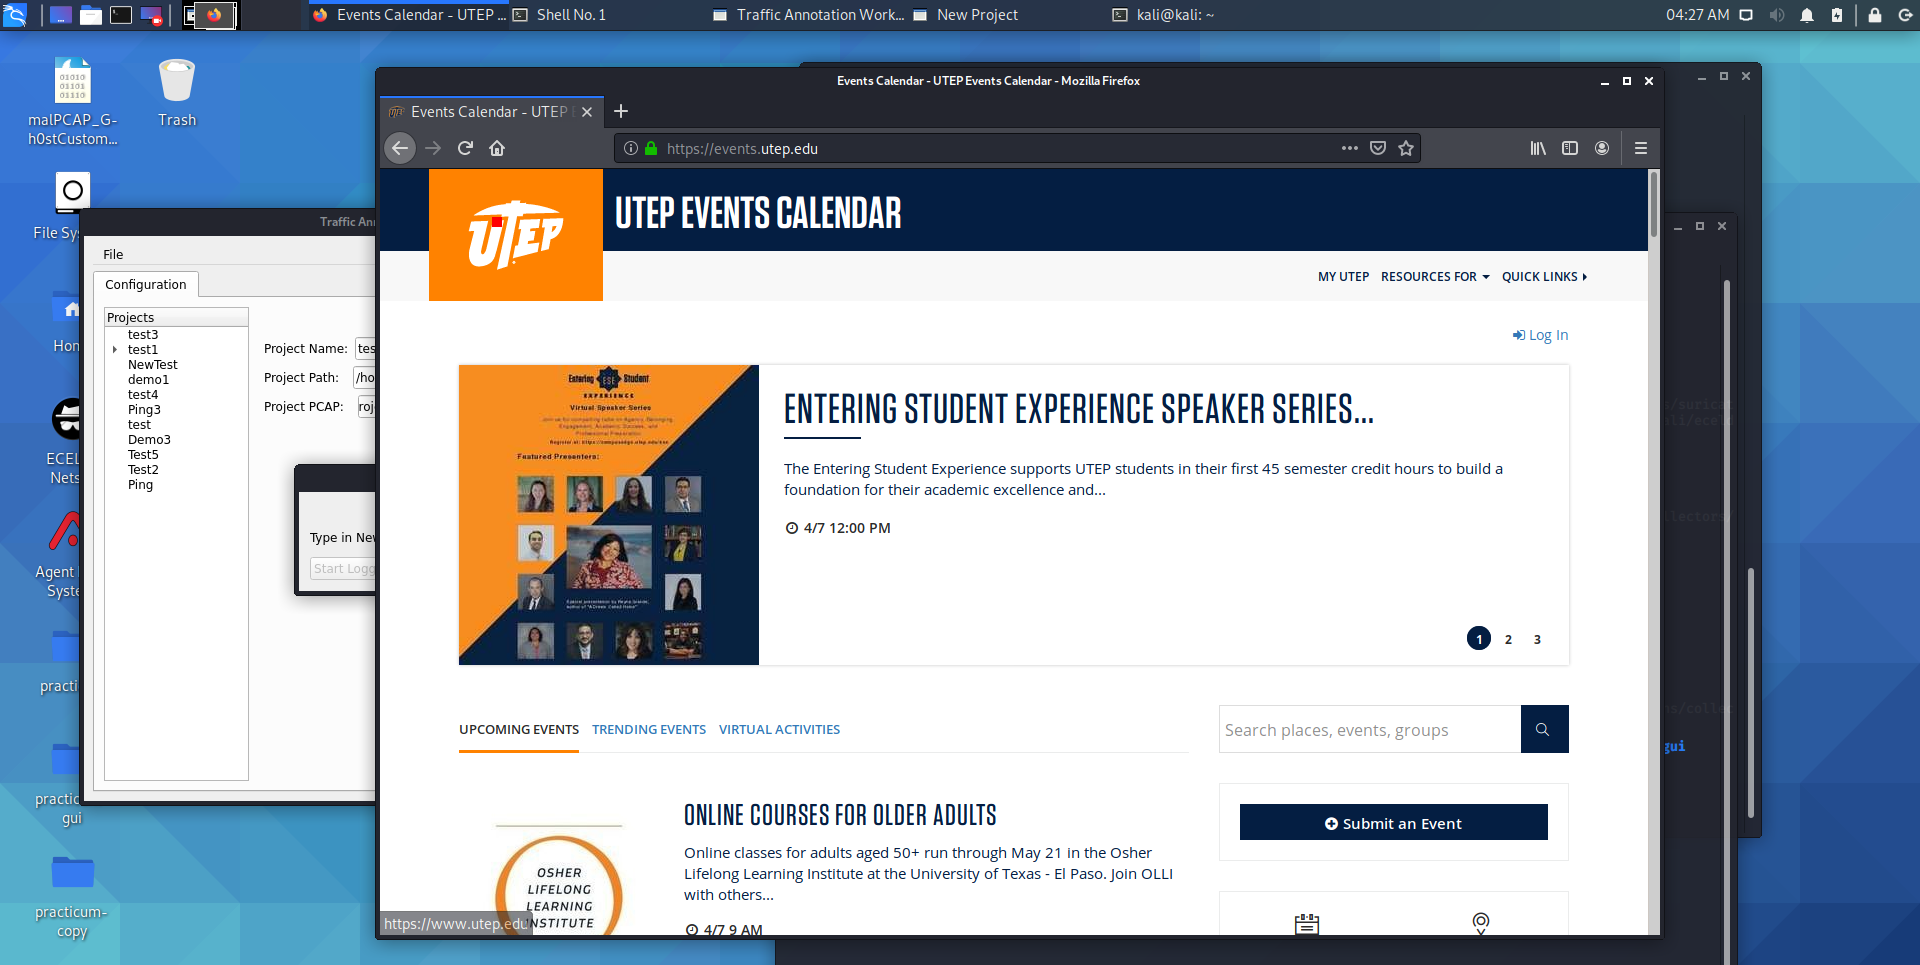 Events Calendar - UTEP ...
Shell No. 1
Traffic Annotation Work...
New Project
kali@kali: ~
04:27 AM
malPCAP_G-
h0stCustom...
Trash
File Sy
Hon
ECEL
Nets
Agent
Syste
practi
practic
gui
practicum-
copy
Traffic An
File
Configuration
Projects
test3
test1
NewTest
demo1
test4
Ping3
test
Demo3
Test5
Test2
Ping
Project Name: tes
Project Path: /ho
Project PCAP: roj
Type in Nev
Start Logg
Events Calendar - UTEP Events Calendar - Mozilla Firefox
Events Calendar - UTEP E
https://events.utep.edu
UTEP
UTEP EVENTS CALENDAR
MY UTEP
RESOURCES FOR
QUICK LINKS
Log In
Entering ESE Student
EXPERIENCE
Virtual Speaker Series
Featured Presenters:
ENTERING STUDENT EXPERIENCE SPEAKER SERIES...
The Entering Student Experience supports UTEP students in their first 45 semester credit hours to build a
foundation for their academic excellence and...
4/7 12:00 PM
1 2 3
UPCOMING EVENTS
TRENDING EVENTS
VIRTUAL ACTIVITIES
Search places, events, groups
Submit an Event
OSHER
LIFELONG
LEARNING
INSTITUTE
ONLINE COURSES FOR OLDER ADULTS
Online classes for adults aged 50+ run through May 21 in the Osher
Lifelong Learning Institute at the University of Texas - El Paso. Join OLLI
with others...
4/7 9 AM
https://www.utep.edu
s/surica
ali/ecel
llectors/
s/collec
gui